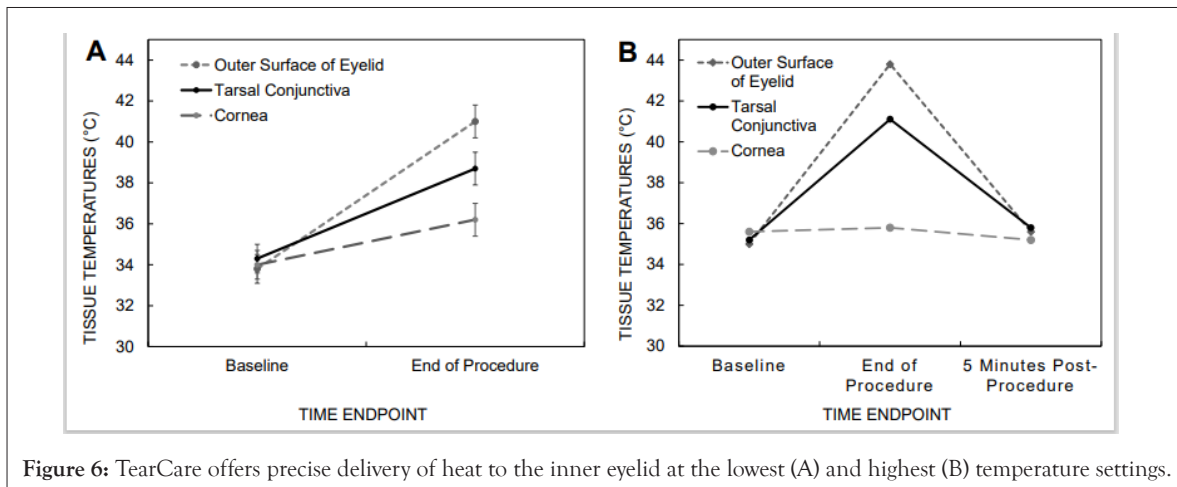 A
44
42
40
38
36
34
32
30
TISSUE TEMPERATURES (°C)
Outer Surface of Eyelid
Tarsal Conjunctiva
Cornea
Baseline
End of Procedure
TIME ENDPOINT
B
44
42
40
38
36
34
32
30
TISSUE TEMPERATURES (°C)
Outer Surface
of Eyelid
Tarsal
Conjunctiva
Cornea
Baseline
End of
Procedure
5 Minutes Post-
Procedure
TIME ENDPOINT
Figure 6: TearCare offers precise delivery of heat to the inner eyelid at the lowest (A) and highest (B) temperature settings.